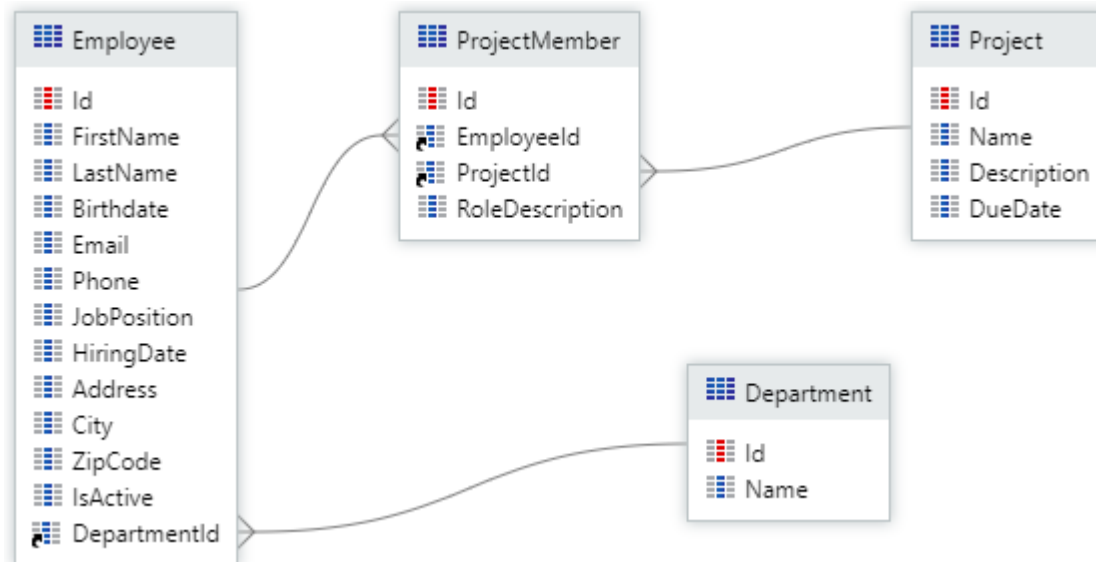 Employee
Id
FirstName
LastName
Birthdate
Email
Phone
JobPosition
HiringDate
Address
City
ZipCode
IsActive
DepartmentId
ProjectMember
Id
EmployeeId
ProjectId
RoleDescription
Project
Id
Name
Description
DueDate
Department
Id
Name